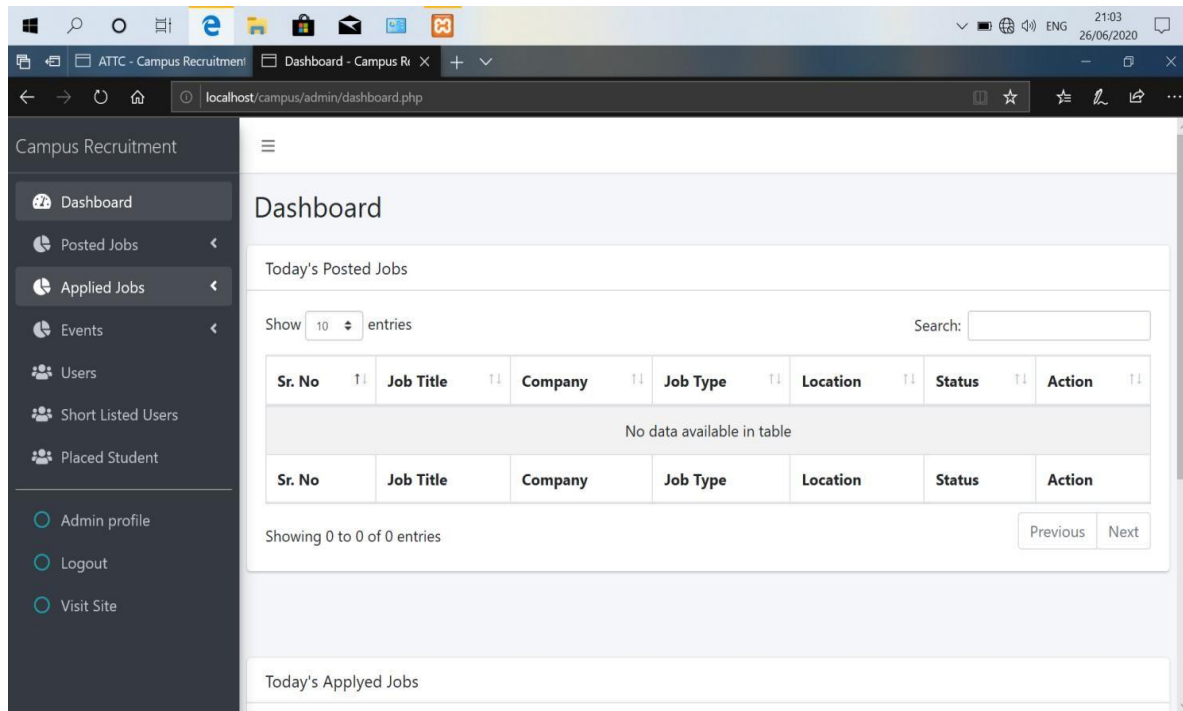 ENG
21:03
26/06/2020
ATTC - Campus Recruitment
Dashboard - Campus Re
localhost/campus/admin/dashboard.php
Campus Recruitment
Dashboard
Posted Jobs
Applied Jobs
Events
Users
Short Listed Users
Placed Student
Admin profile
Logout
Visit Site
Dashboard
Today's Posted Jobs
Show 10 entries
Search:
Sr. No Job Title Company Job Type Location Status Action
No data available in table
Sr. No Job Title Company Job Type Location Status Action
Showing 0 to 0 of 0 entries
Previous Next
Today's Applyed Jobs